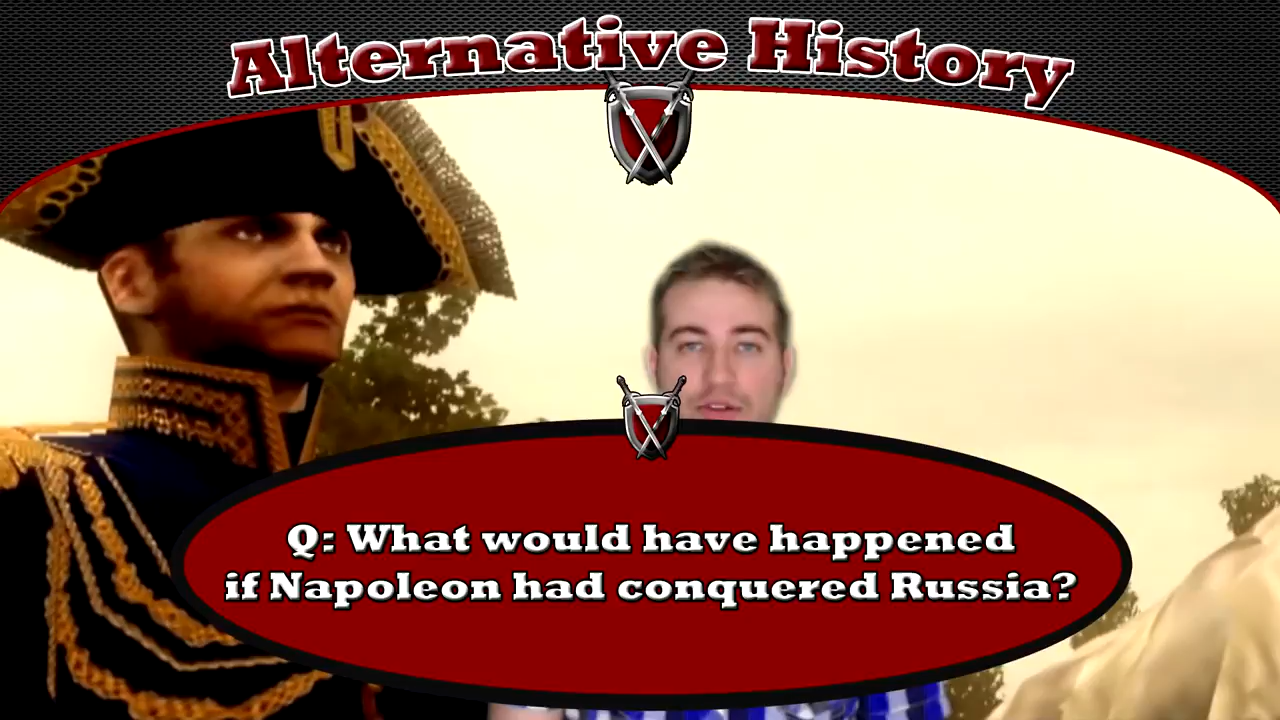 Alternative History
Q: What would have happened
if Napoleon had conquered Russia?